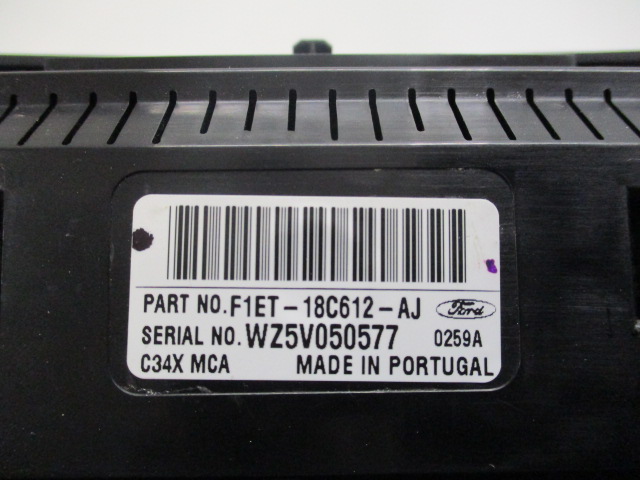 PART NO. F1ET-18C612-AJ Ford
SERIAL NO. WZ5V050577 0259A
C34X MCA MADE IN PORTUGAL